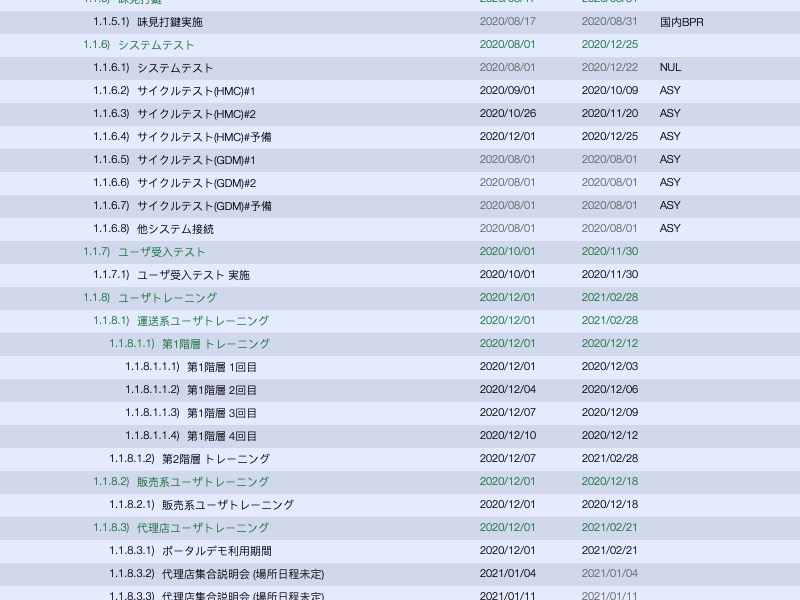 1.1.5) 味見打鍵 2020/08/17 2020/08/31
1.1.5.1) 味見打鍵実施 2020/08/17 2020/08/31 国内BPR
1.1.6) システムテスト 2020/08/01 2020/12/25
1.1.6.1) システムテスト 2020/08/01 2020/12/22 NUL
1.1.6.2) サイクルテスト(HMC)#1 2020/09/01 2020/10/09 ASY
1.1.6.3) サイクルテスト(HMC)#2 2020/10/26 2020/11/20 ASY
1.1.6.4) サイクルテスト(HMC)#予備 2020/12/01 2020/12/25 ASY
1.1.6.5) サイクルテスト(GDM)#1 2020/08/01 2020/08/01 ASY
1.1.6.6) サイクルテスト(GDM)#2 2020/08/01 2020/08/01 ASY
1.1.6.7) サイクルテスト(GDM)#予備 2020/08/01 2020/08/01 ASY
1.1.6.8) 他システム接続 2020/08/01 2020/08/01 ASY
1.1.7) ユーザ受入テスト 2020/10/01 2020/11/30
1.1.7.1) ユーザ受入テスト 実施 2020/10/01 2020/11/30
1.1.8) ユーザトレーニング 2020/12/01 2021/02/28
1.1.8.1) 運送系ユーザトレーニング 2020/12/01 2021/02/28
1.1.8.1.1) 第1階層 トレーニング 2020/12/01 2020/12/12
1.1.8.1.1.1) 第1階層 1回目 2020/12/01 2020/12/03
1.1.8.1.1.2) 第1階層 2回目 2020/12/04 2020/12/06
1.1.8.1.1.3) 第1階層 3回目 2020/12/07 2020/12/09
1.1.8.1.1.4) 第1階層 4回目 2020/12/10 2020/12/12
1.1.8.1.2) 第2階層 トレーニング 2020/12/07 2021/02/28
1.1.8.2) 販売系ユーザトレーニング 2020/12/01 2020/12/18
1.1.8.2.1) 販売系ユーザトレーニング 2020/12/01 2020/12/18
1.1.8.3) 代理店ユーザトレーニング 2020/12/01 2021/02/21
1.1.8.3.1) ポータルデモ利用期間 2020/12/01 2021/02/21
1.1.8.3.2) 代理店集合説明会 (場所日程未定) 2021/01/04 2021/01/04
1.1.8.3.3) 代理店集合説明会 (場所日程未定) 2021/01/11 2021/01/11